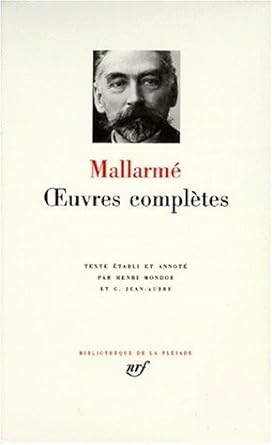 Mallarmé
Œuvres complètes
TEXTE ÉTABLI ET ANNOTÉ
PAR HENRI MONDOR
ET G. JEAN-AUBRY
BIBLIOTHÈQUE DE LA PLÉIADE
nrf